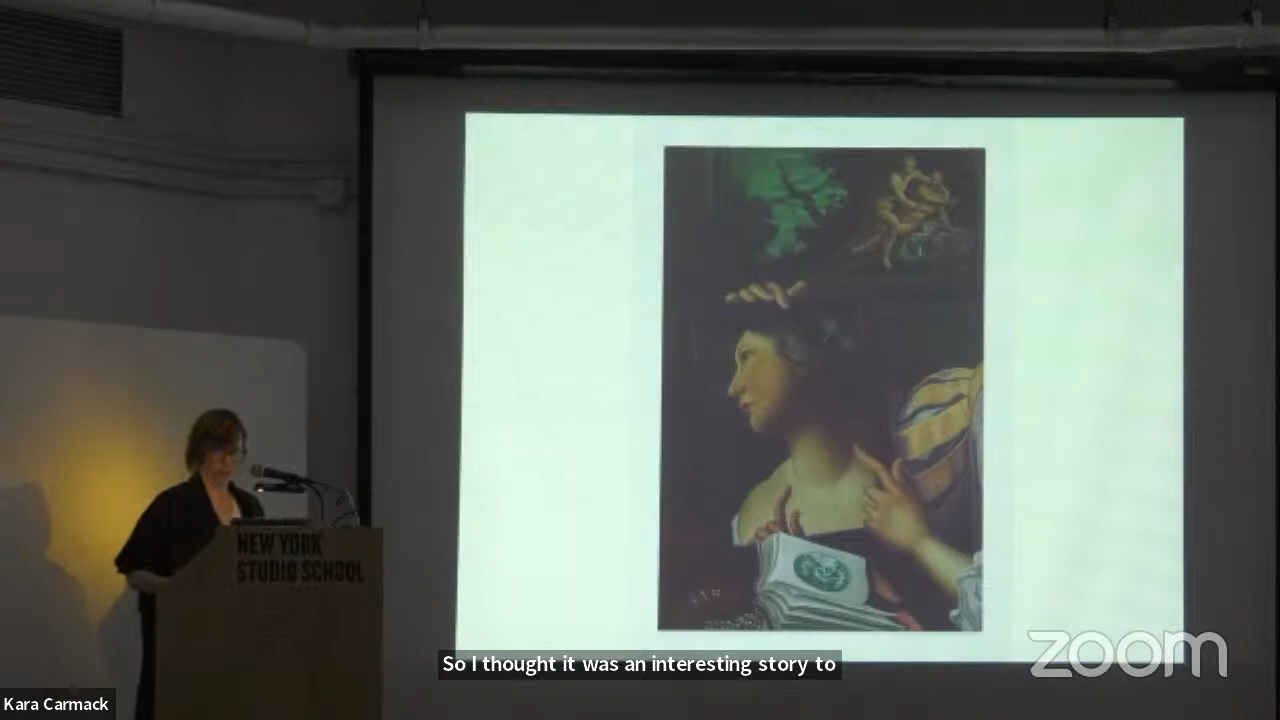 NEW YORK
STUDIO SCHOOL
So I thought it was an interesting story to
zoom
Kara Carmack